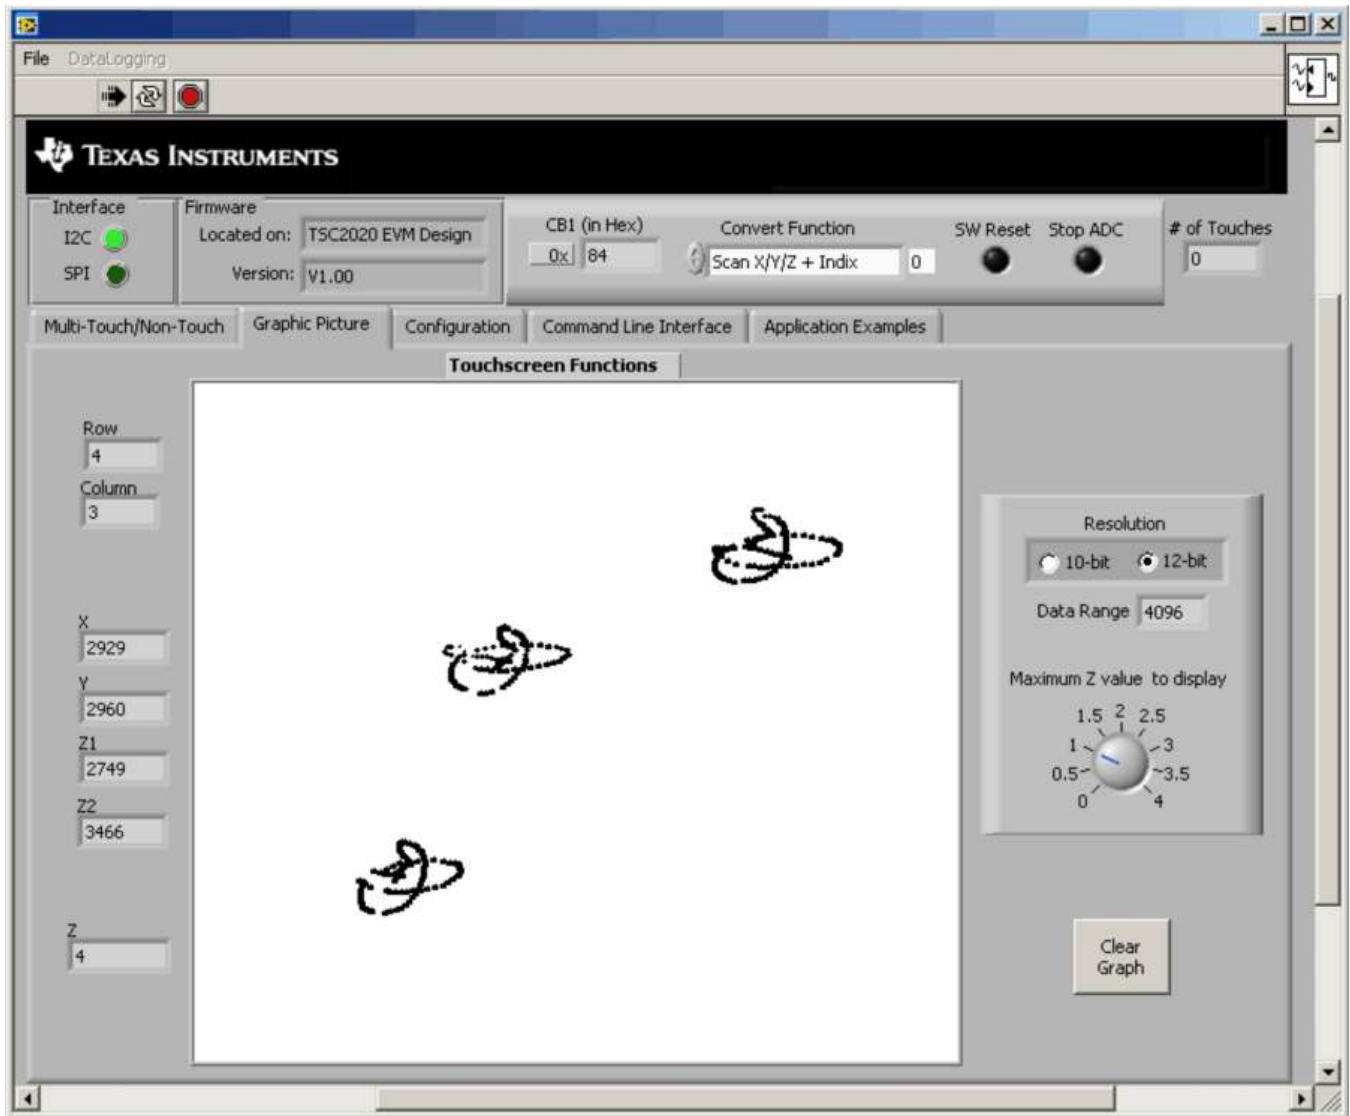 File DataLogging
TEXAS INSTRUMENTS
Interface
I2C
SPI
Firmware
Located on: TSC2020 EVM Design
Version: V1.00
CB1 (in Hex)
0x 84
Convert Function
Scan X/Y/Z + Indix 0
SW Reset
Stop ADC
# of Touches
0
Multi-Touch/Non-Touch Graphic Picture Configuration Command Line Interface Application Examples
Touchscreen Functions
Row
4
Column
3
X
2929
Y
2960
Z1
2749
Z2
3466
Z
4
Resolution
10-bit 12-bit
Data Range 4096
Maximum Z value to display
1.5 2 2.5
1 3
0.5 3.5
0 4
Clear
Graph